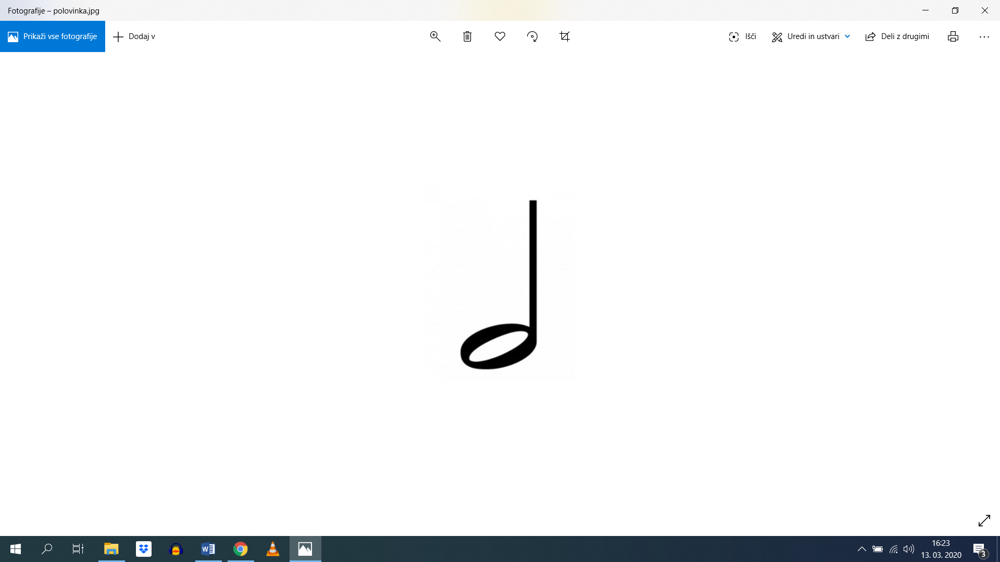 Fotografije – polovinka.jpg
Prikaži vse fotografije
Dodaj v
Išči
Uredi in ustvari
Deli z drugimi
16:23
13. 03. 2020
3